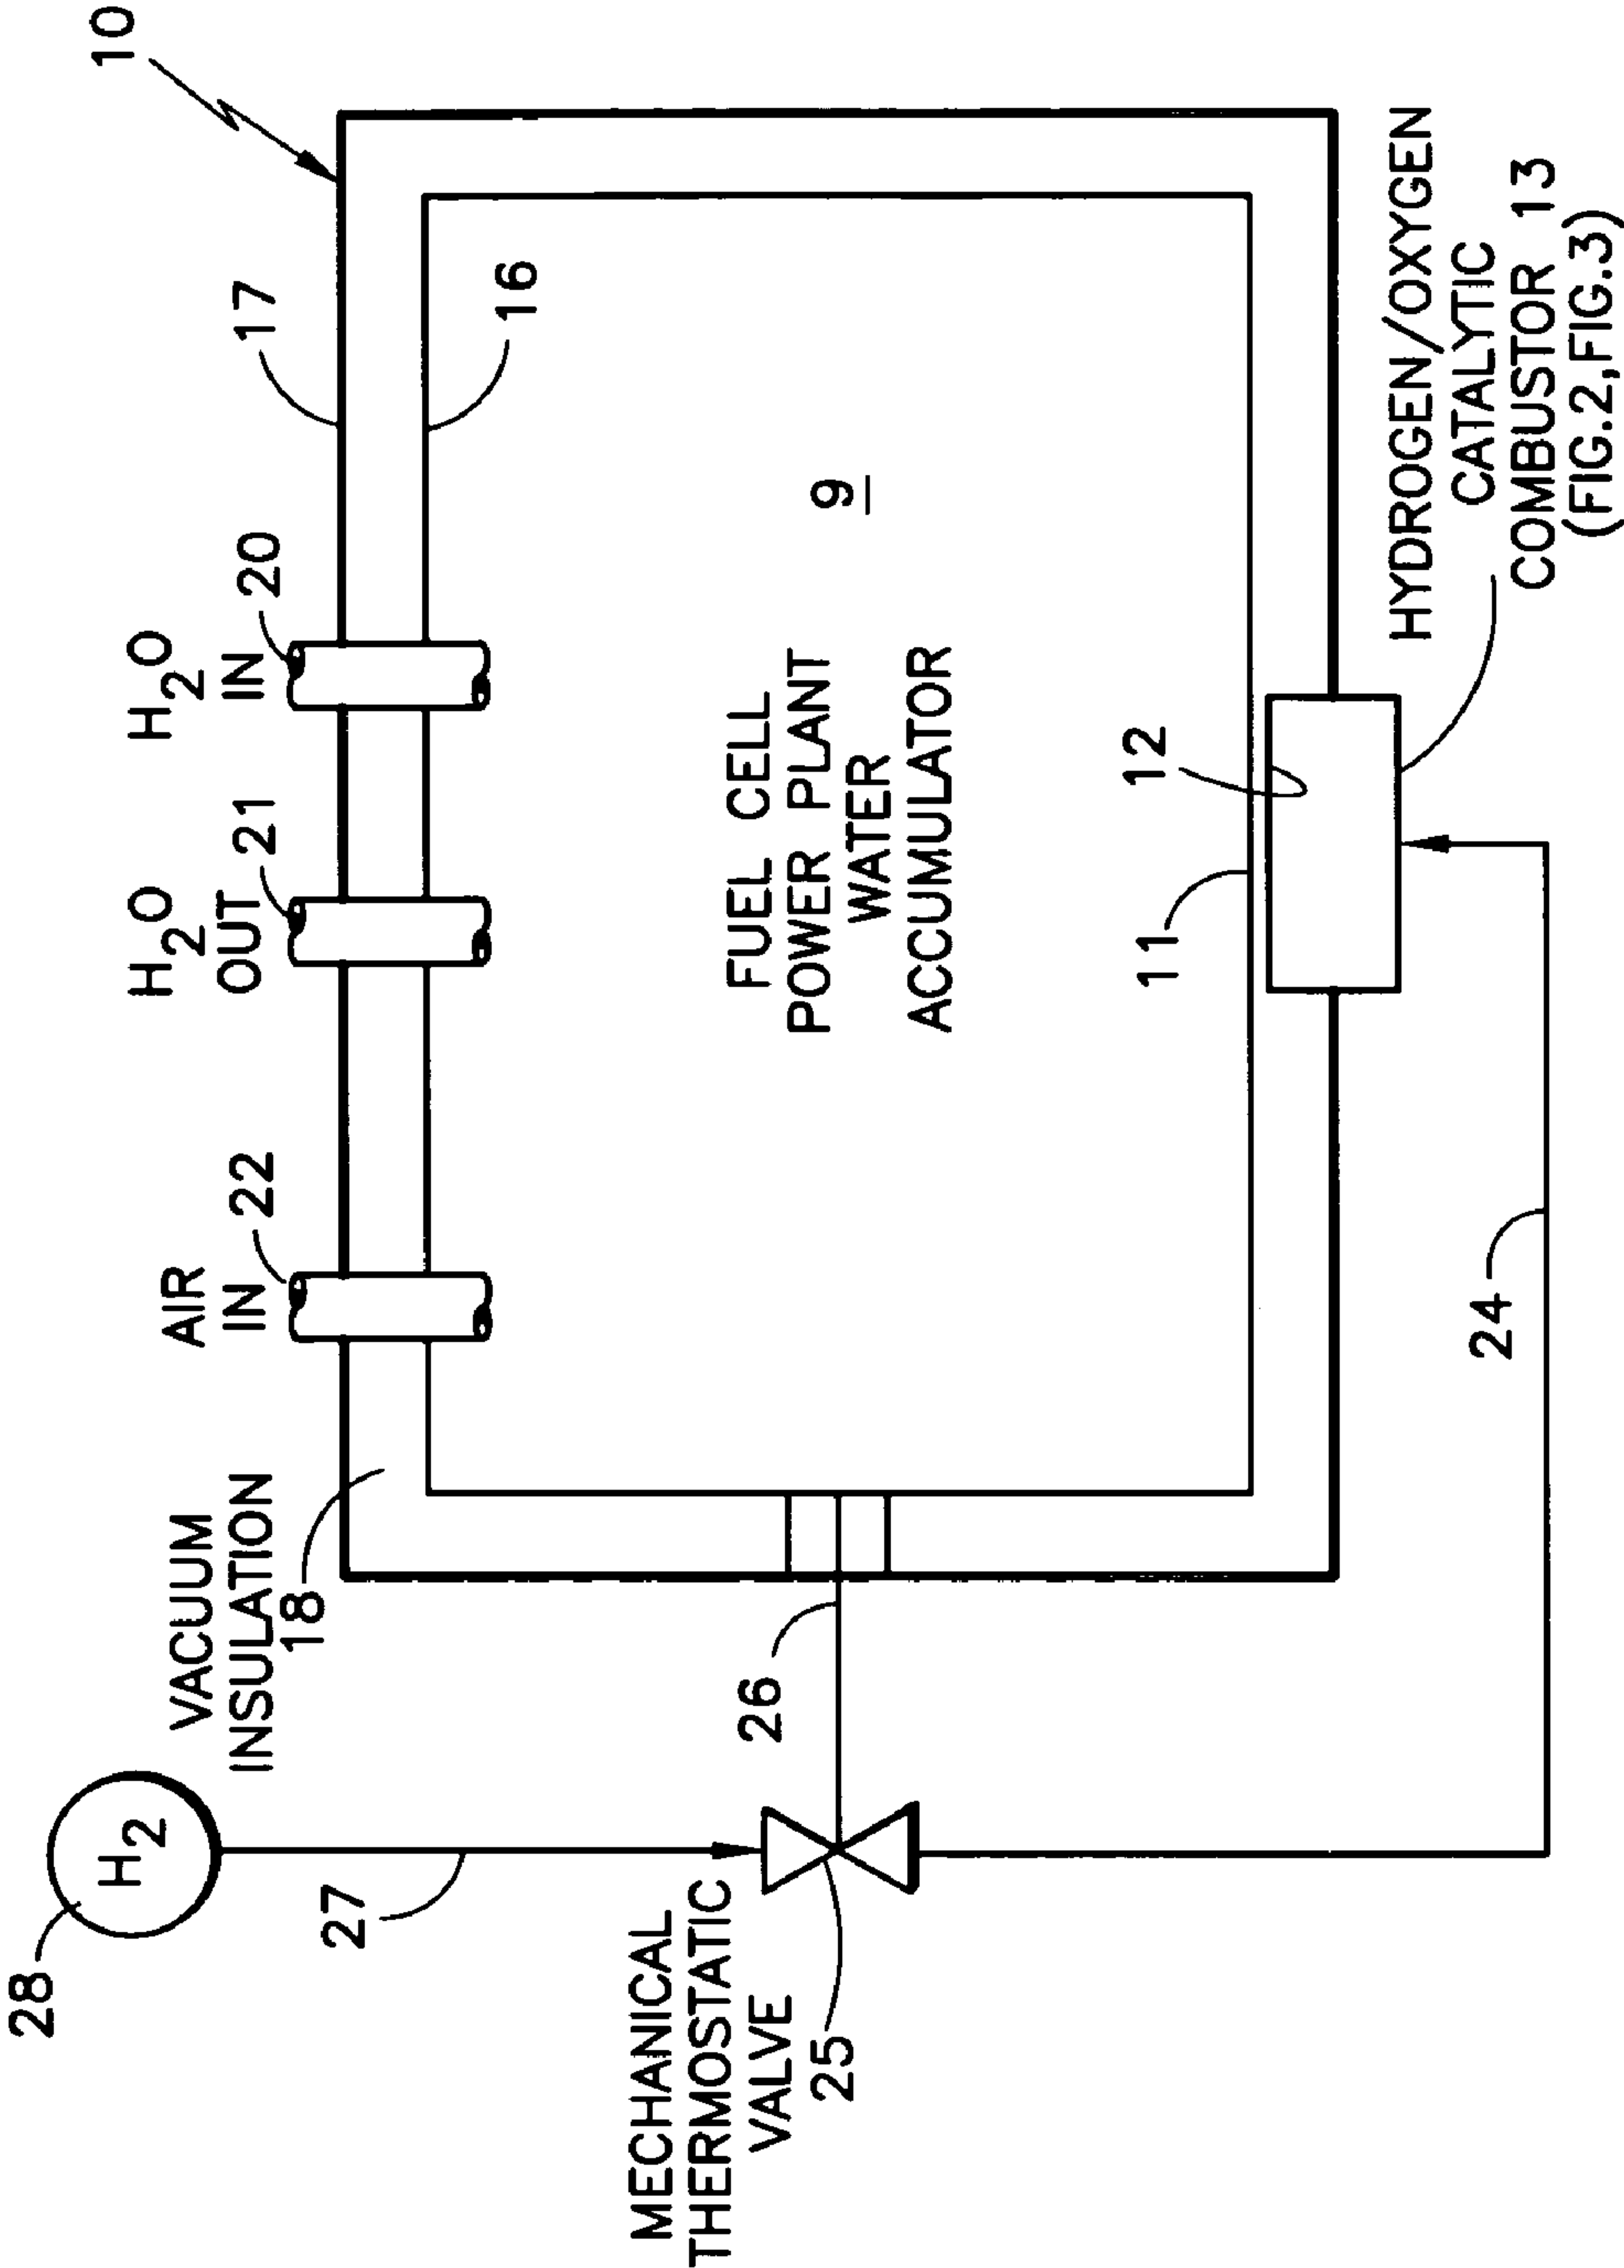 28
H2
27
VACUUM
INSULATION
18
AIR
IN
22
H2O
OUT
21
H2O
IN
20
17
10
16
MECHANICAL
THERMOSTATIC
VALVE
25
26
FUEL CELL
POWER PLANT
WATER
ACCUMULATOR
9
11
12
24
HYDROGEN/OXYGEN
CATALYTIC
COMBUSTOR 13
(FIG.2,FIG.3)